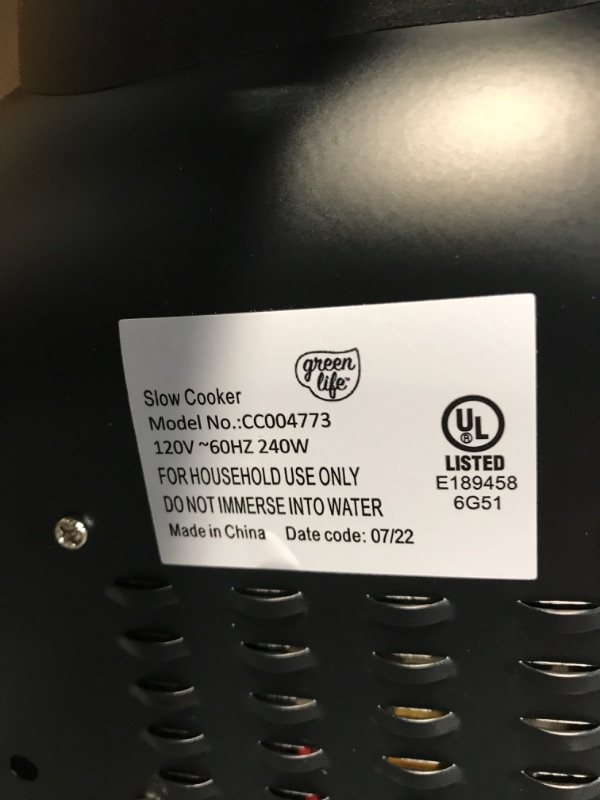 green
life™
Slow Cooker
Model No.:CC004773
120V ~60HZ 240W
FOR HOUSEHOLD USE ONLY
DO NOT IMMERSE INTO WATER
Made in China Date code: 07/22
UL
®
LISTED
E189458
6G51